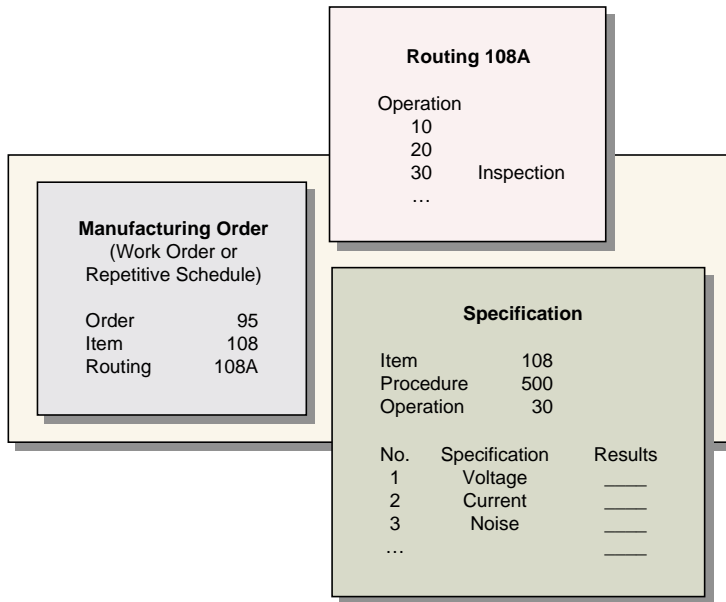 Routing 108A
Operation
10
20
30 Inspection
…
Manufacturing Order
(Work Order or
Repetitive Schedule)
Order 95
Item 108
Routing 108A
Specification
Item 108
Procedure 500
Operation 30
No. Specification Results
1 Voltage ____
2 Current ____
3 Noise ____
… ____